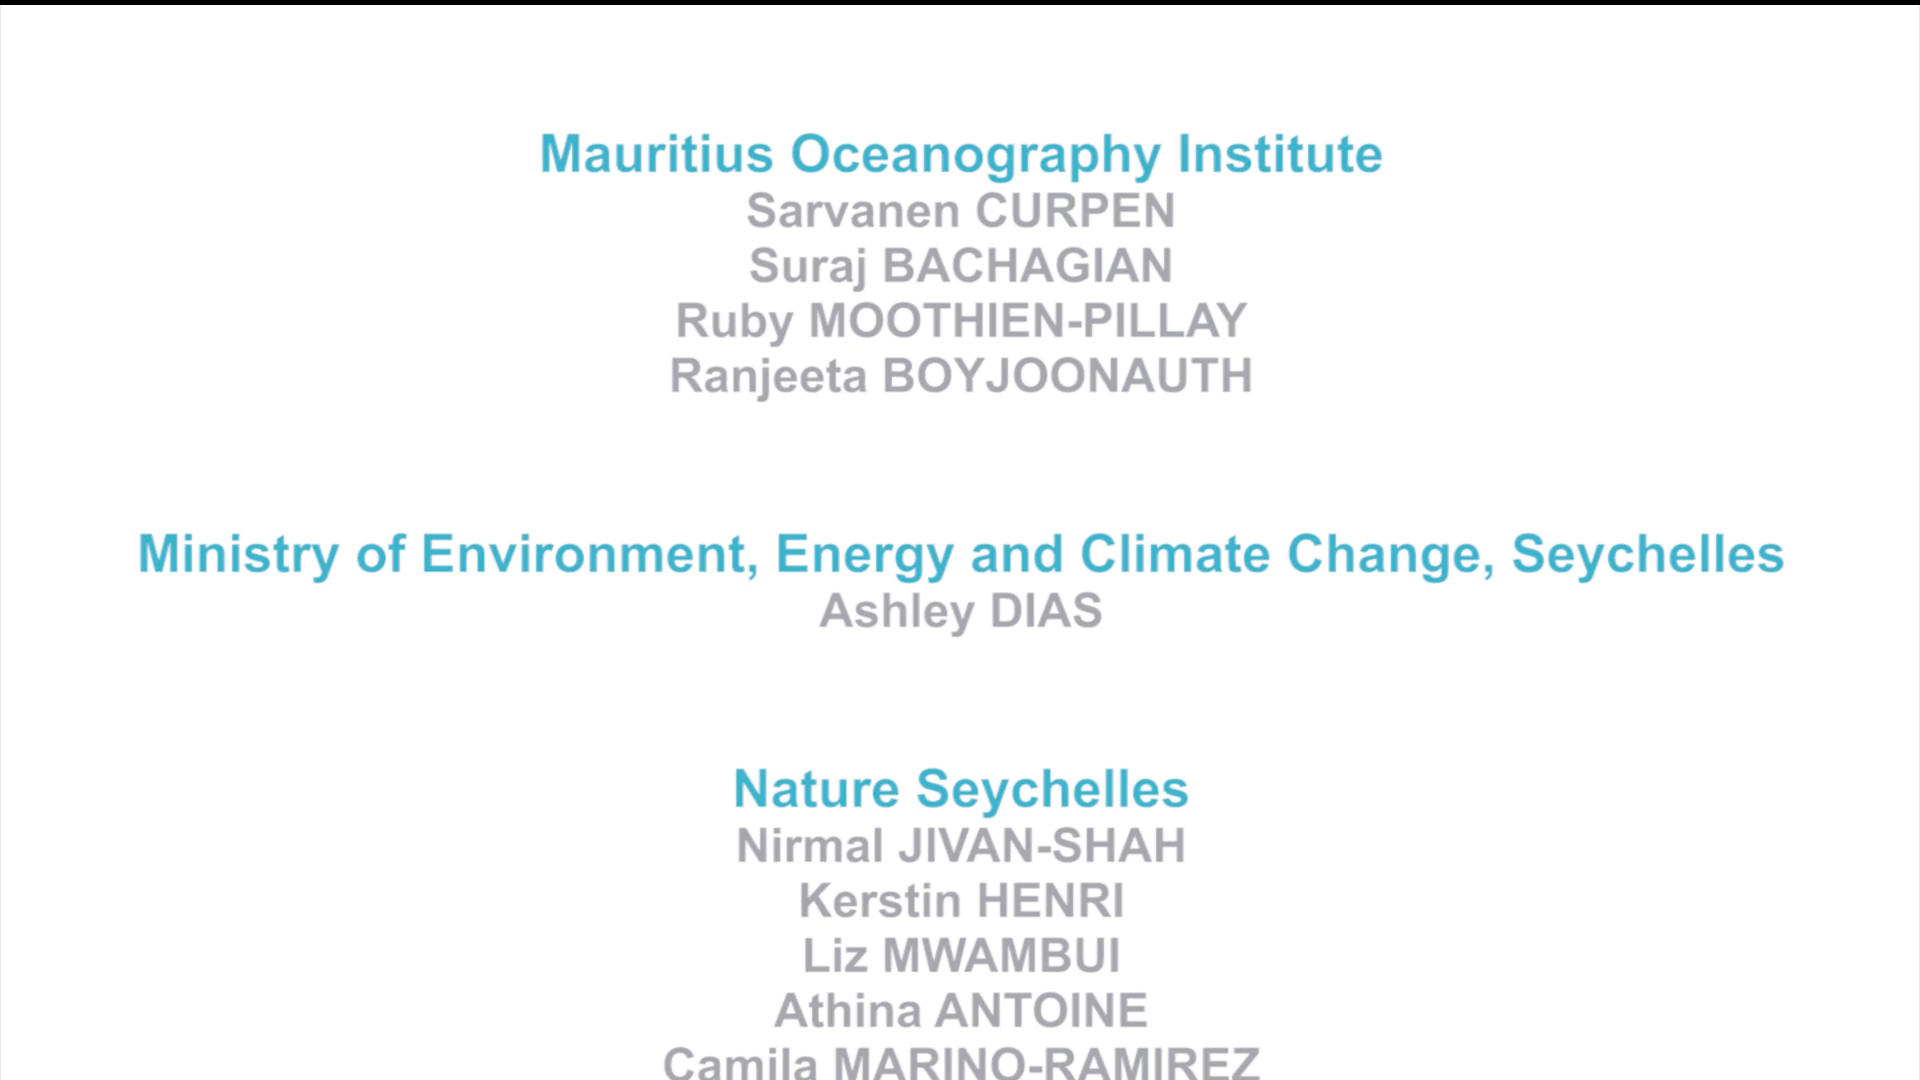 Mauritius Oceanography Institute
Sarvanen CURPEN
Suraj BACHAGIAN
Ruby MOOTHIEN-PILLAY
Ranjeeta BOYJOONAUTH
Ministry of Environment, Energy and Climate Change, Seychelles
Ashley DIAS
Nature Seychelles
Nirmal JIVAN-SHAH
Kerstin HENRI
Liz MWAMBUI
Athina ANTOINE
Camila MARINO-RAMIREZ